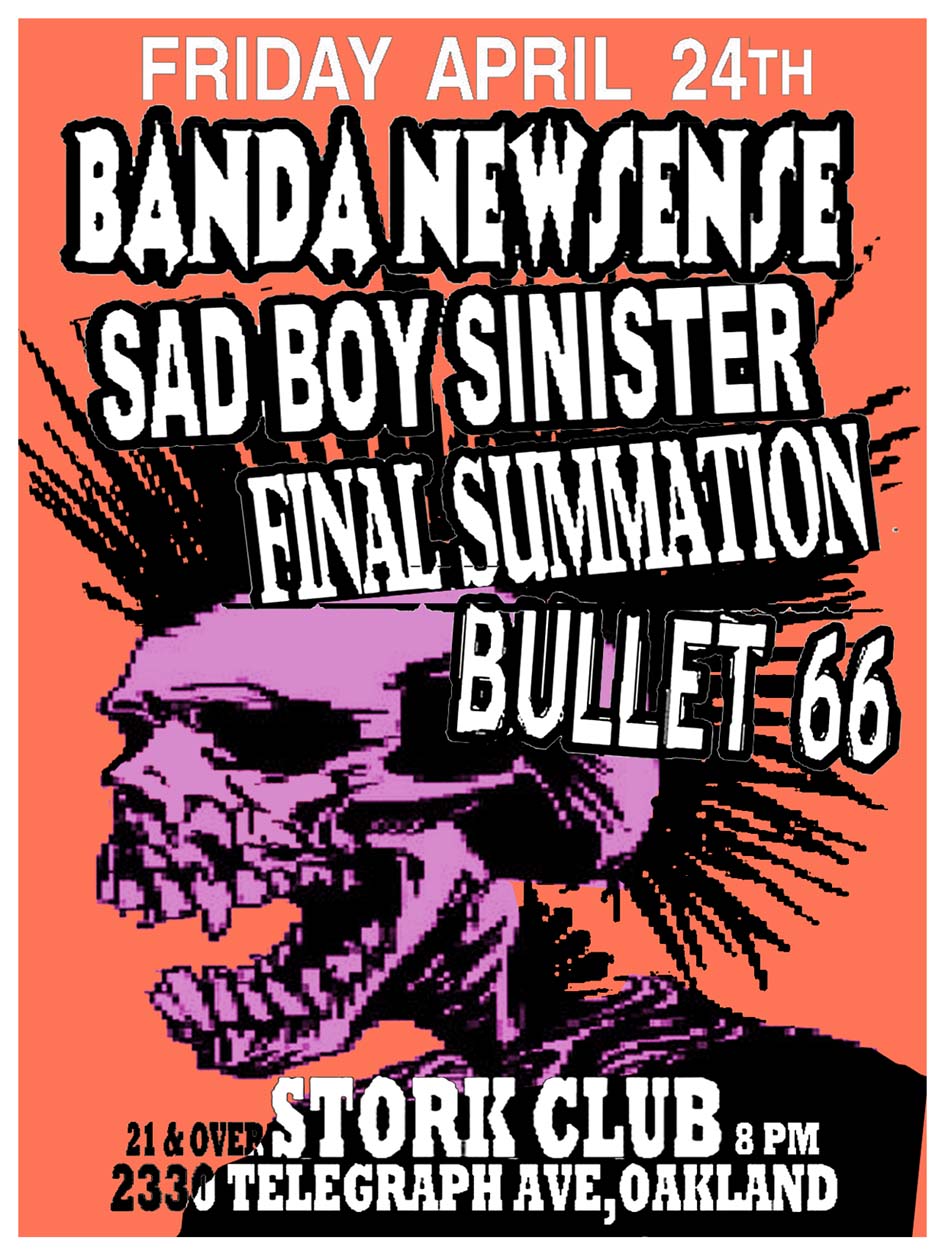 FRIDAY APRIL 24TH
BANDA NEWSENSE
SAD BOY SINISTER
FINAL SUMMATION
BULLET 66
21 & OVER STORK CLUB 8 PM
2330 TELEGRAPH AVE, OAKLAND